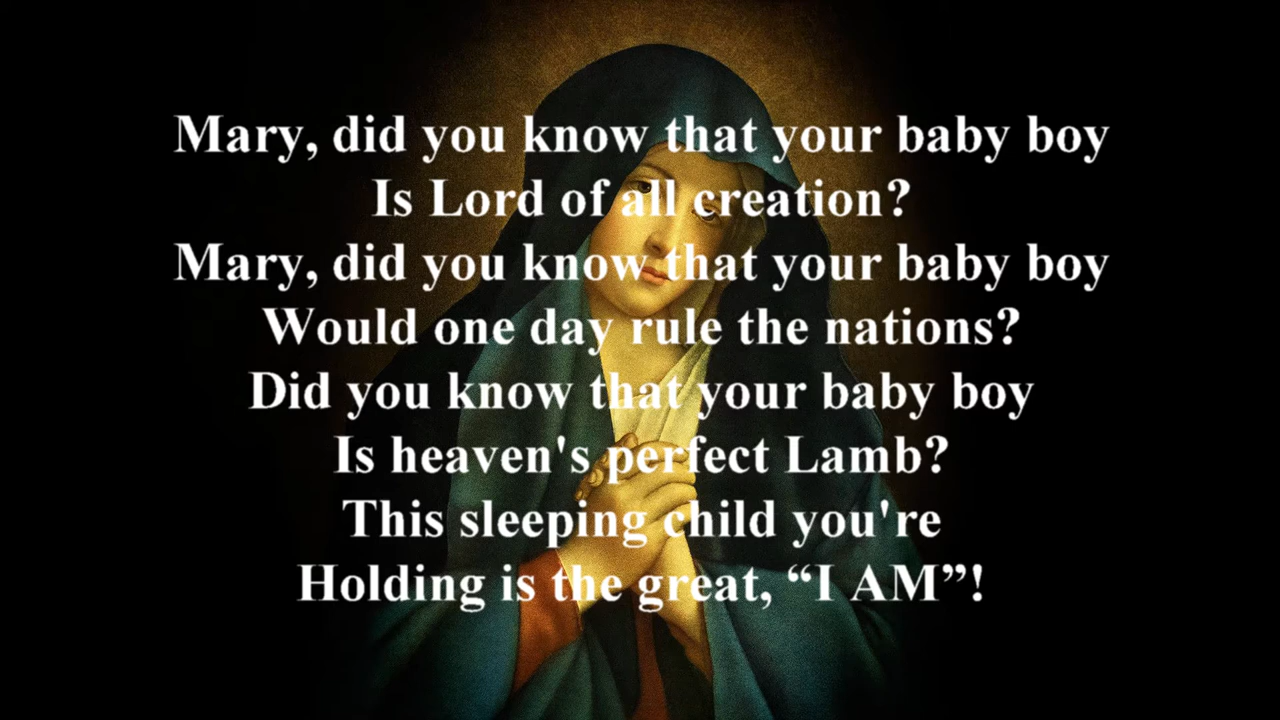 Mary, did you know that your baby boy
Is Lord of all creation?
Mary, did you know that your baby boy
Would one day rule the nations?
Did you know that your baby boy
Is heaven's perfect Lamb?
This sleeping child you're
Holding is the great, “I AM”!